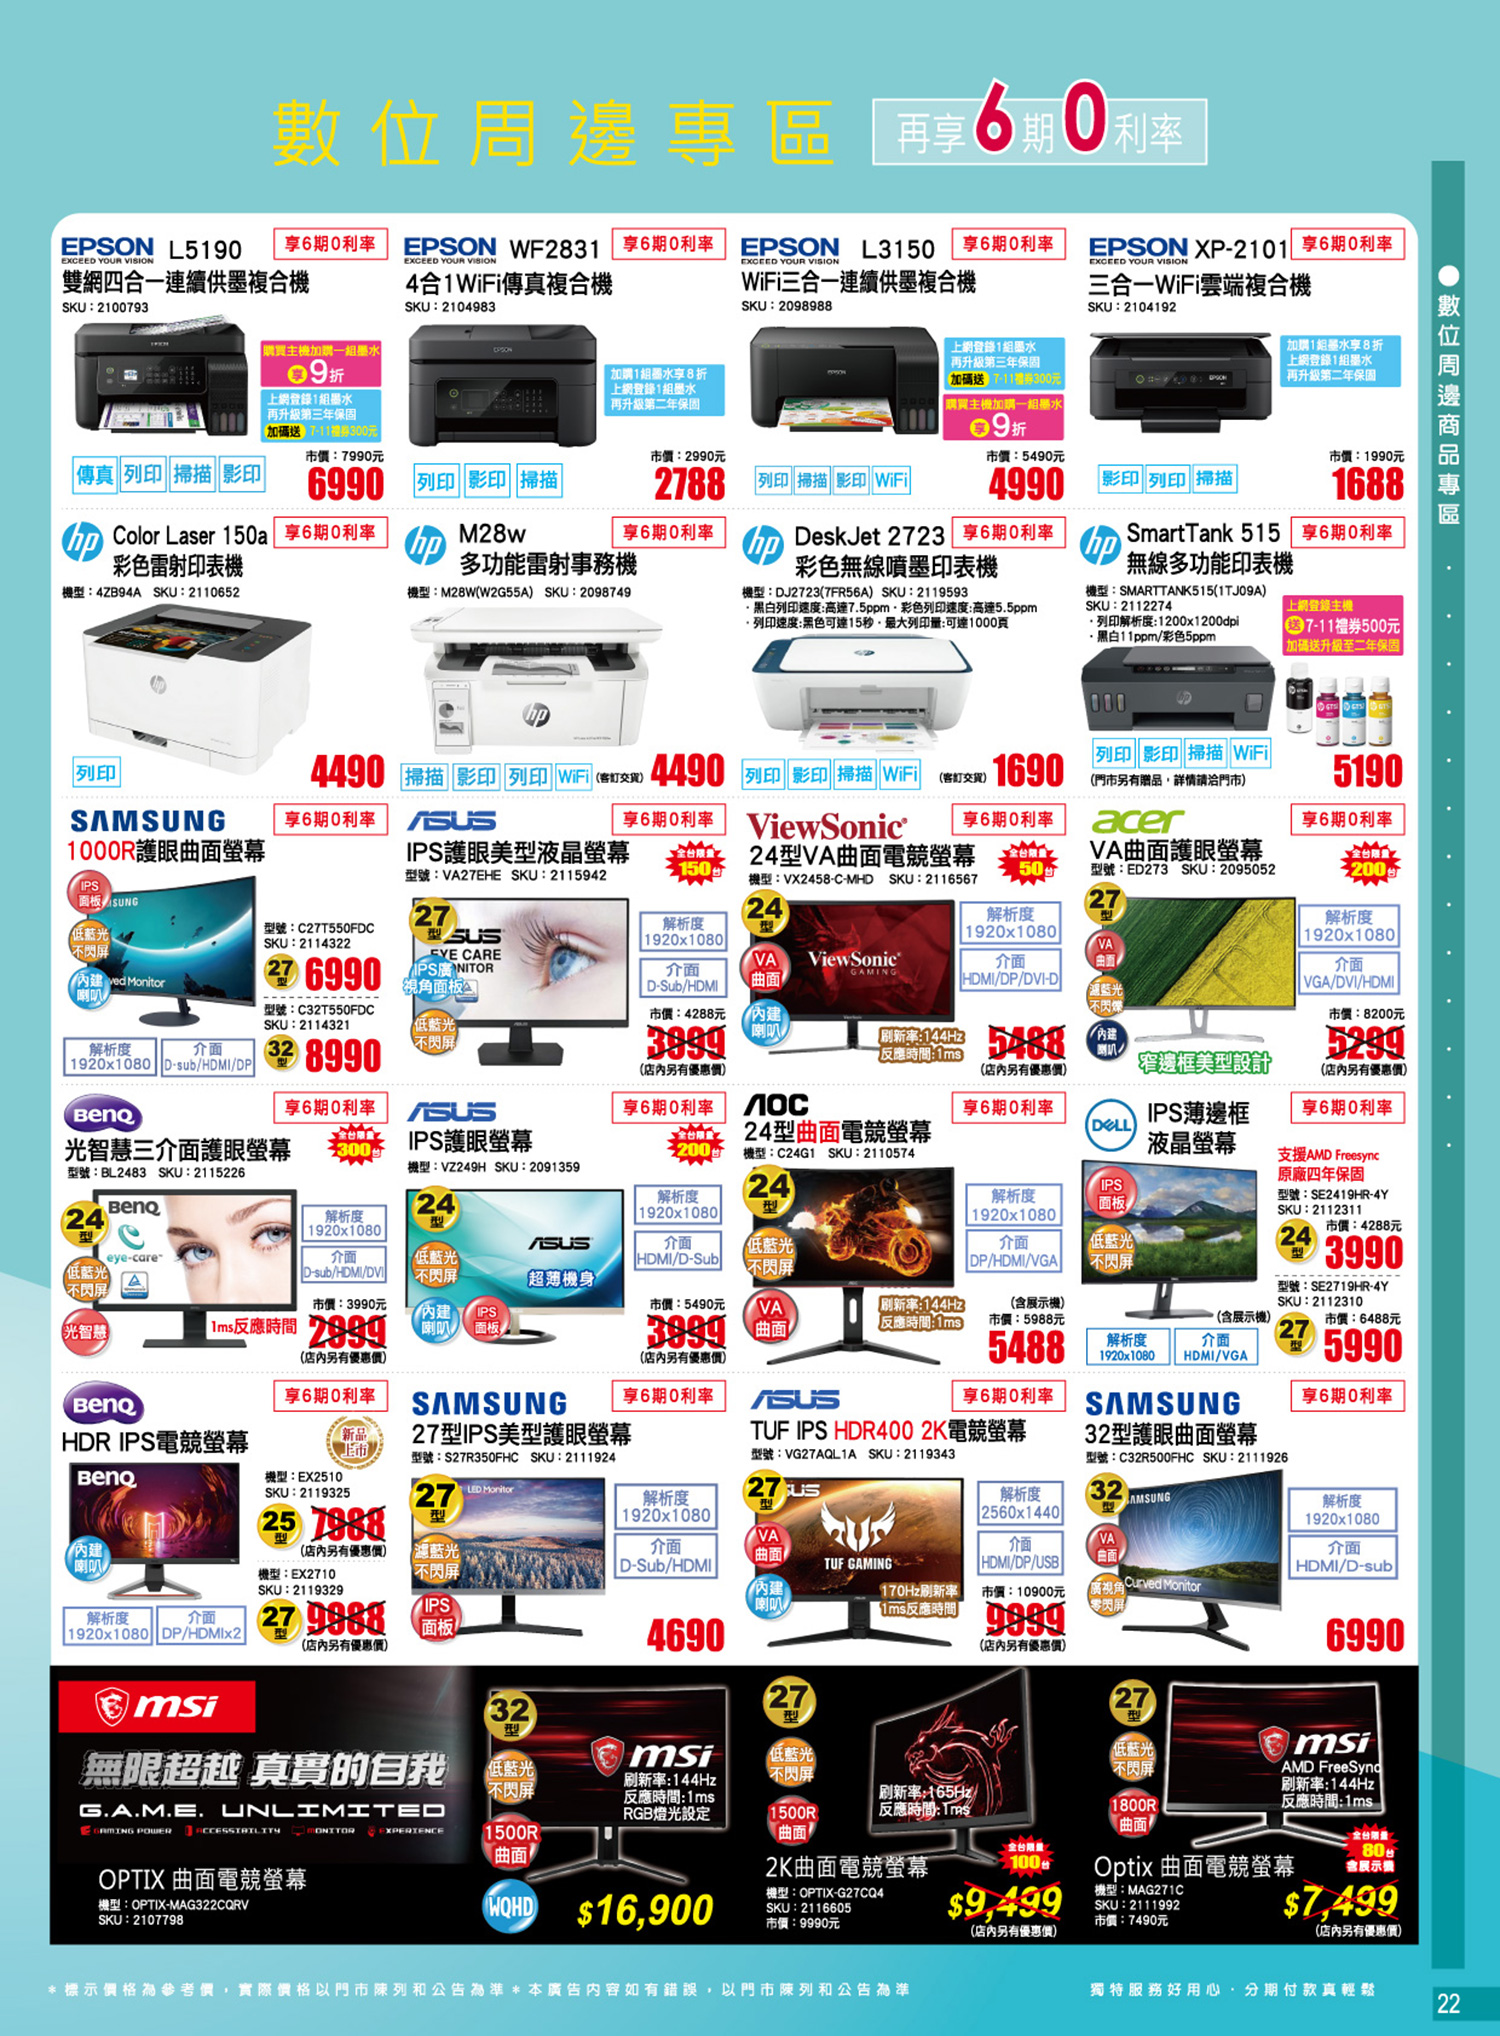 數位周邊專區 再享6期0利率
EPSON L5190 享6期0利率
EXCEED YOUR VISION
雙網四合一連續供墨複合機
SKU：2100793
購買主機加購一組墨水
享9折
上網登錄1組墨水
再升級第三年保固
加碼送 7-11禮券300元
傳真 列印 掃描 影印
市價：7990元
6990
EPSON WF2831 享6期0利率
EXCEED YOUR VISION
4合1WiFi傳真複合機
SKU：2104983
加購1組墨水享8折
上網登錄1組墨水
再升級第二年保固
列印 影印 掃描
市價：2990元
2788
EPSON L3150 享6期0利率
EXCEED YOUR VISION
WiFi三合一連續供墨複合機
SKU：2098988
上網登錄1組墨水
再升級第三年保固
加碼送 7-11禮券300元
購買主機加購一組墨水
享9折
列印 掃描 影印 WiFi
市價：5490元
4990
EPSON XP-2101 享6期0利率
EXCEED YOUR VISION
三合一WiFi雲端複合機
SKU：2104192
加購1組墨水享8折
上網登錄1組墨水
再升級第二年保固
影印 列印 掃描
市價：1990元
1688
hp Color Laser 150a 享6期0利率
彩色雷射印表機
機型：4ZB94A SKU：2110652
列印
4490
hp M28w 享6期0利率
多功能雷射事務機
機型：M28W(W2G55A) SKU：2098749
掃描 影印 列印 WiFi (客訂交貨) 4490
hp DeskJet 2723 享6期0利率
彩色無線噴墨印表機
機型：DJ2723(7FR56A) SKU：2119593
．黑白列印速度:高達7.5ppm．彩色列印速度:高達5.5ppm
．列印速度:黑色可達15秒．最大列印量:可達1000頁
列印 影印 掃描 WiFi (客訂交貨) 1690
hp SmartTank 515 享6期0利率
無線多功能印表機
機型：SMARTTANK515(1TJ09A)
SKU：2112274
．列印解析度:1200x1200dpi
．黑白11ppm/彩色5ppm
上網登錄主機
送7-11禮券500元
加碼送升級至二年保固
列印 影印 掃描 WiFi
(門市另有贈品，詳情請洽門市)
5190
SAMSUNG 享6期0利率
1000R護眼曲面螢幕
IPS面板
低藍光不閃屏
內建喇叭
型號：C27T550FDC
SKU：2114322
27型 6990
型號：C32T550FDC
SKU：2114321
32型 8990
解析度 1920x1080
介面 D-sub/HDMI/DP
ASUS 享6期0利率
IPS護眼美型液晶螢幕
型號：VA27EHE SKU：2115942
全台限量150台
27型
EYE CARE
MONITOR
IPS廣視角面板
低藍光不閃屏
解析度 1920x1080
介面 D-Sub/HDMI
市價：4288元
3999
(店內另有優惠價)
ViewSonic 享6期0利率
24型VA曲面電競螢幕
機型：VX2458-C-MHD SKU：2116567
全台限量50台
24型
VA曲面
內建喇叭
ViewSonic
GAMING
解析度 1920x1080
介面 HDMI/DP/DVI-D
刷新率:144Hz
反應時間:1ms
5488
(店內另有優惠價)
acer 享6期0利率
VA曲面護眼螢幕
型號：ED273 SKU：2095052
全台限量200台
27型
VA曲面
濾藍光不閃爍
內建喇叭
解析度 1920x1080
介面 VGA/DVI/HDMI
窄邊框美型設計
市價：8200元
5299
(店內另有優惠價)
BenQ 享6期0利率
光智慧三介面護眼螢幕
型號：BL2483 SKU：2115226
全台限量300台
24型
BenQ
eye-care
低藍光不閃屏
光智慧
解析度 1920x1080
介面 D-sub/HDMI/DVI
1ms反應時間
市價：3990元
2999
(店內另有優惠價)
ASUS 享6期0利率
IPS護眼螢幕
機型：VZ249H SKU：2091359
全台限量200台
24型
低藍光不閃屏
內建喇叭
IPS面板
ASUS
超薄機身
解析度 1920x1080
介面 HDMI/D-Sub
市價：5490元
3999
(店內另有優惠價)
AOC 享6期0利率
24型曲面電競螢幕
機型：C24G1 SKU：2110574
24型
低藍光不閃屏
VA曲面
解析度 1920x1080
介面 DP/HDMI/VGA
刷新率:144Hz
反應時間:1ms
(含展示機)
市價：5988元
5488
DELL IPS薄邊框 享6期0利率
液晶螢幕
IPS面板
低藍光不閃屏
支援AMD Freesync
原廠四年保固
型號：SE2419HR-4Y
SKU：2112311
市價：4288元
24型 3990
型號：SE2719HR-4Y
SKU：2112310
(含展示機)
市價：6488元
27型 5990
解析度 1920x1080
介面 HDMI/VGA
BenQ 享6期0利率
HDR IPS電競螢幕
新品上市
BenQ
內建喇叭
機型：EX2510
SKU：2119325
25型 7988
(店內另有優惠價)
機型：EX2710
SKU：2119329
27型 9988
(店內另有優惠價)
解析度 1920x1080
介面 DP/HDMIx2
SAMSUNG 享6期0利率
27型IPS美型護眼螢幕
型號：S27R350FHC SKU：2111924
27型
LED Monitor
濾藍光不閃屏
IPS面板
解析度 1920x1080
介面 D-Sub/HDMI
4690
ASUS 享6期0利率
TUF IPS HDR400 2K電競螢幕
型號：VG27AQL1A SKU：2119343
27型
VA曲面
內建喇叭
TUF GAMING
解析度 2560x1440
介面 HDMI/DP/USB
170Hz刷新率
1ms反應時間
市價：10900元
9999
(店內另有優惠價)
SAMSUNG 享6期0利率
32型護眼曲面螢幕
型號：C32R500FHC SKU：2111926
32型
SAMSUNG
VA曲面
廣視角零閃屏
Curved Monitor
解析度 1920x1080
介面 HDMI/D-sub
6990
msi
無限超越 真實的自我
G.A.M.E. UNLIMITED
GAMING POWER ACCESSIBILITY MONITOR EXPERIENCE
OPTIX 曲面電競螢幕
機型：OPTIX-MAG322CQRV
SKU：2107798
32型
低藍光不閃屏
1500R曲面
WQHD
msi
刷新率:144Hz
反應時間:1ms
RGB燈光設定
$16,900
27型
低藍光不閃屏
1500R曲面
刷新率:165Hz
反應時間:1ms
全台限量100台
2K曲面電競螢幕
機型：OPTIX-G27CQ4
SKU：2116605
市價：9990元
$9,499
(店內另有優惠價)
27型
低藍光不閃屏
1800R曲面
msi
AMD FreeSync
刷新率:144Hz
反應時間:1ms
全台限量80台
含展示機
Optix 曲面電競螢幕
機型：MAG271C
SKU：2111992
市價：7490元
$7,499
(店內另有優惠價)
●數位周邊商品專區
＊標示價格為參考價，實際價格以門市陳列和公告為準＊本廣告內容如有錯誤，以門市陳列和公告為準
獨特服務好用心．分期付款真輕鬆
22